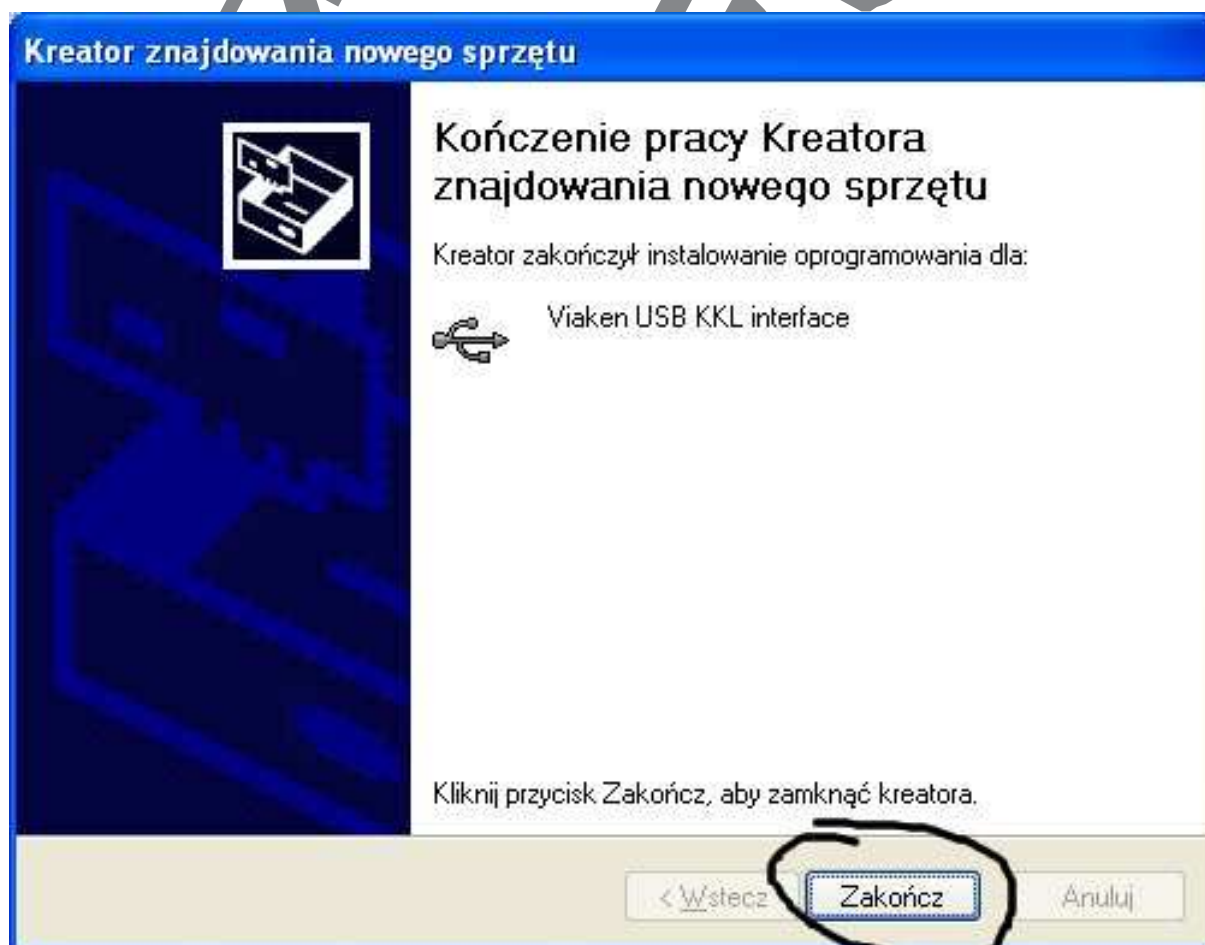 Kreator znajdowania nowego sprzętu
Kończenie pracy Kreatora
znajdowania nowego sprzętu
Kreator zakończył instalowanie oprogramowania dla:
Viaken USB KKL interface
Kliknij przycisk Zakończ, aby zamknąć kreatora.
< Wstecz Zakończ Anuluj